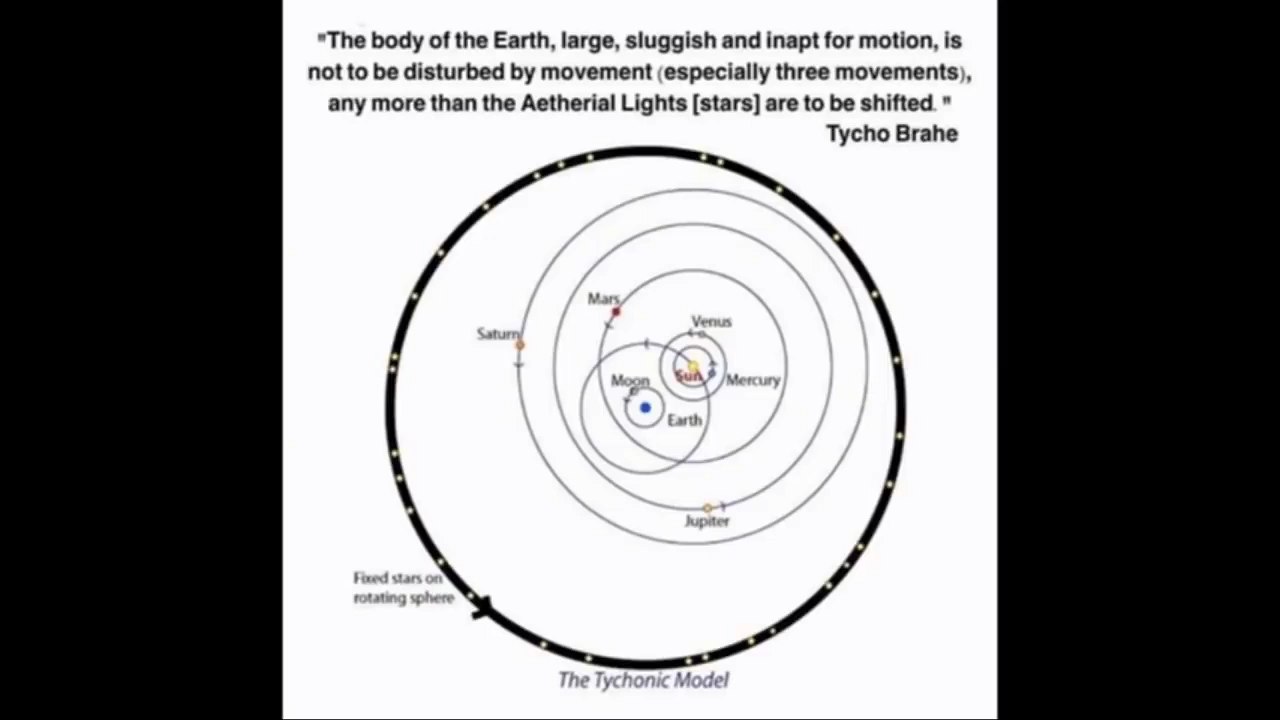 "The body of the Earth, large, sluggish and inapt for motion, is
not to be disturbed by movement (especially three movements),
any more than the Aetherial Lights [stars] are to be shifted. "
Tycho Brahe
Mars
Venus
Saturn
Sun
Moon
Mercury
Earth
Jupiter
Fixed stars on
rotating sphere
The Tychonic Model